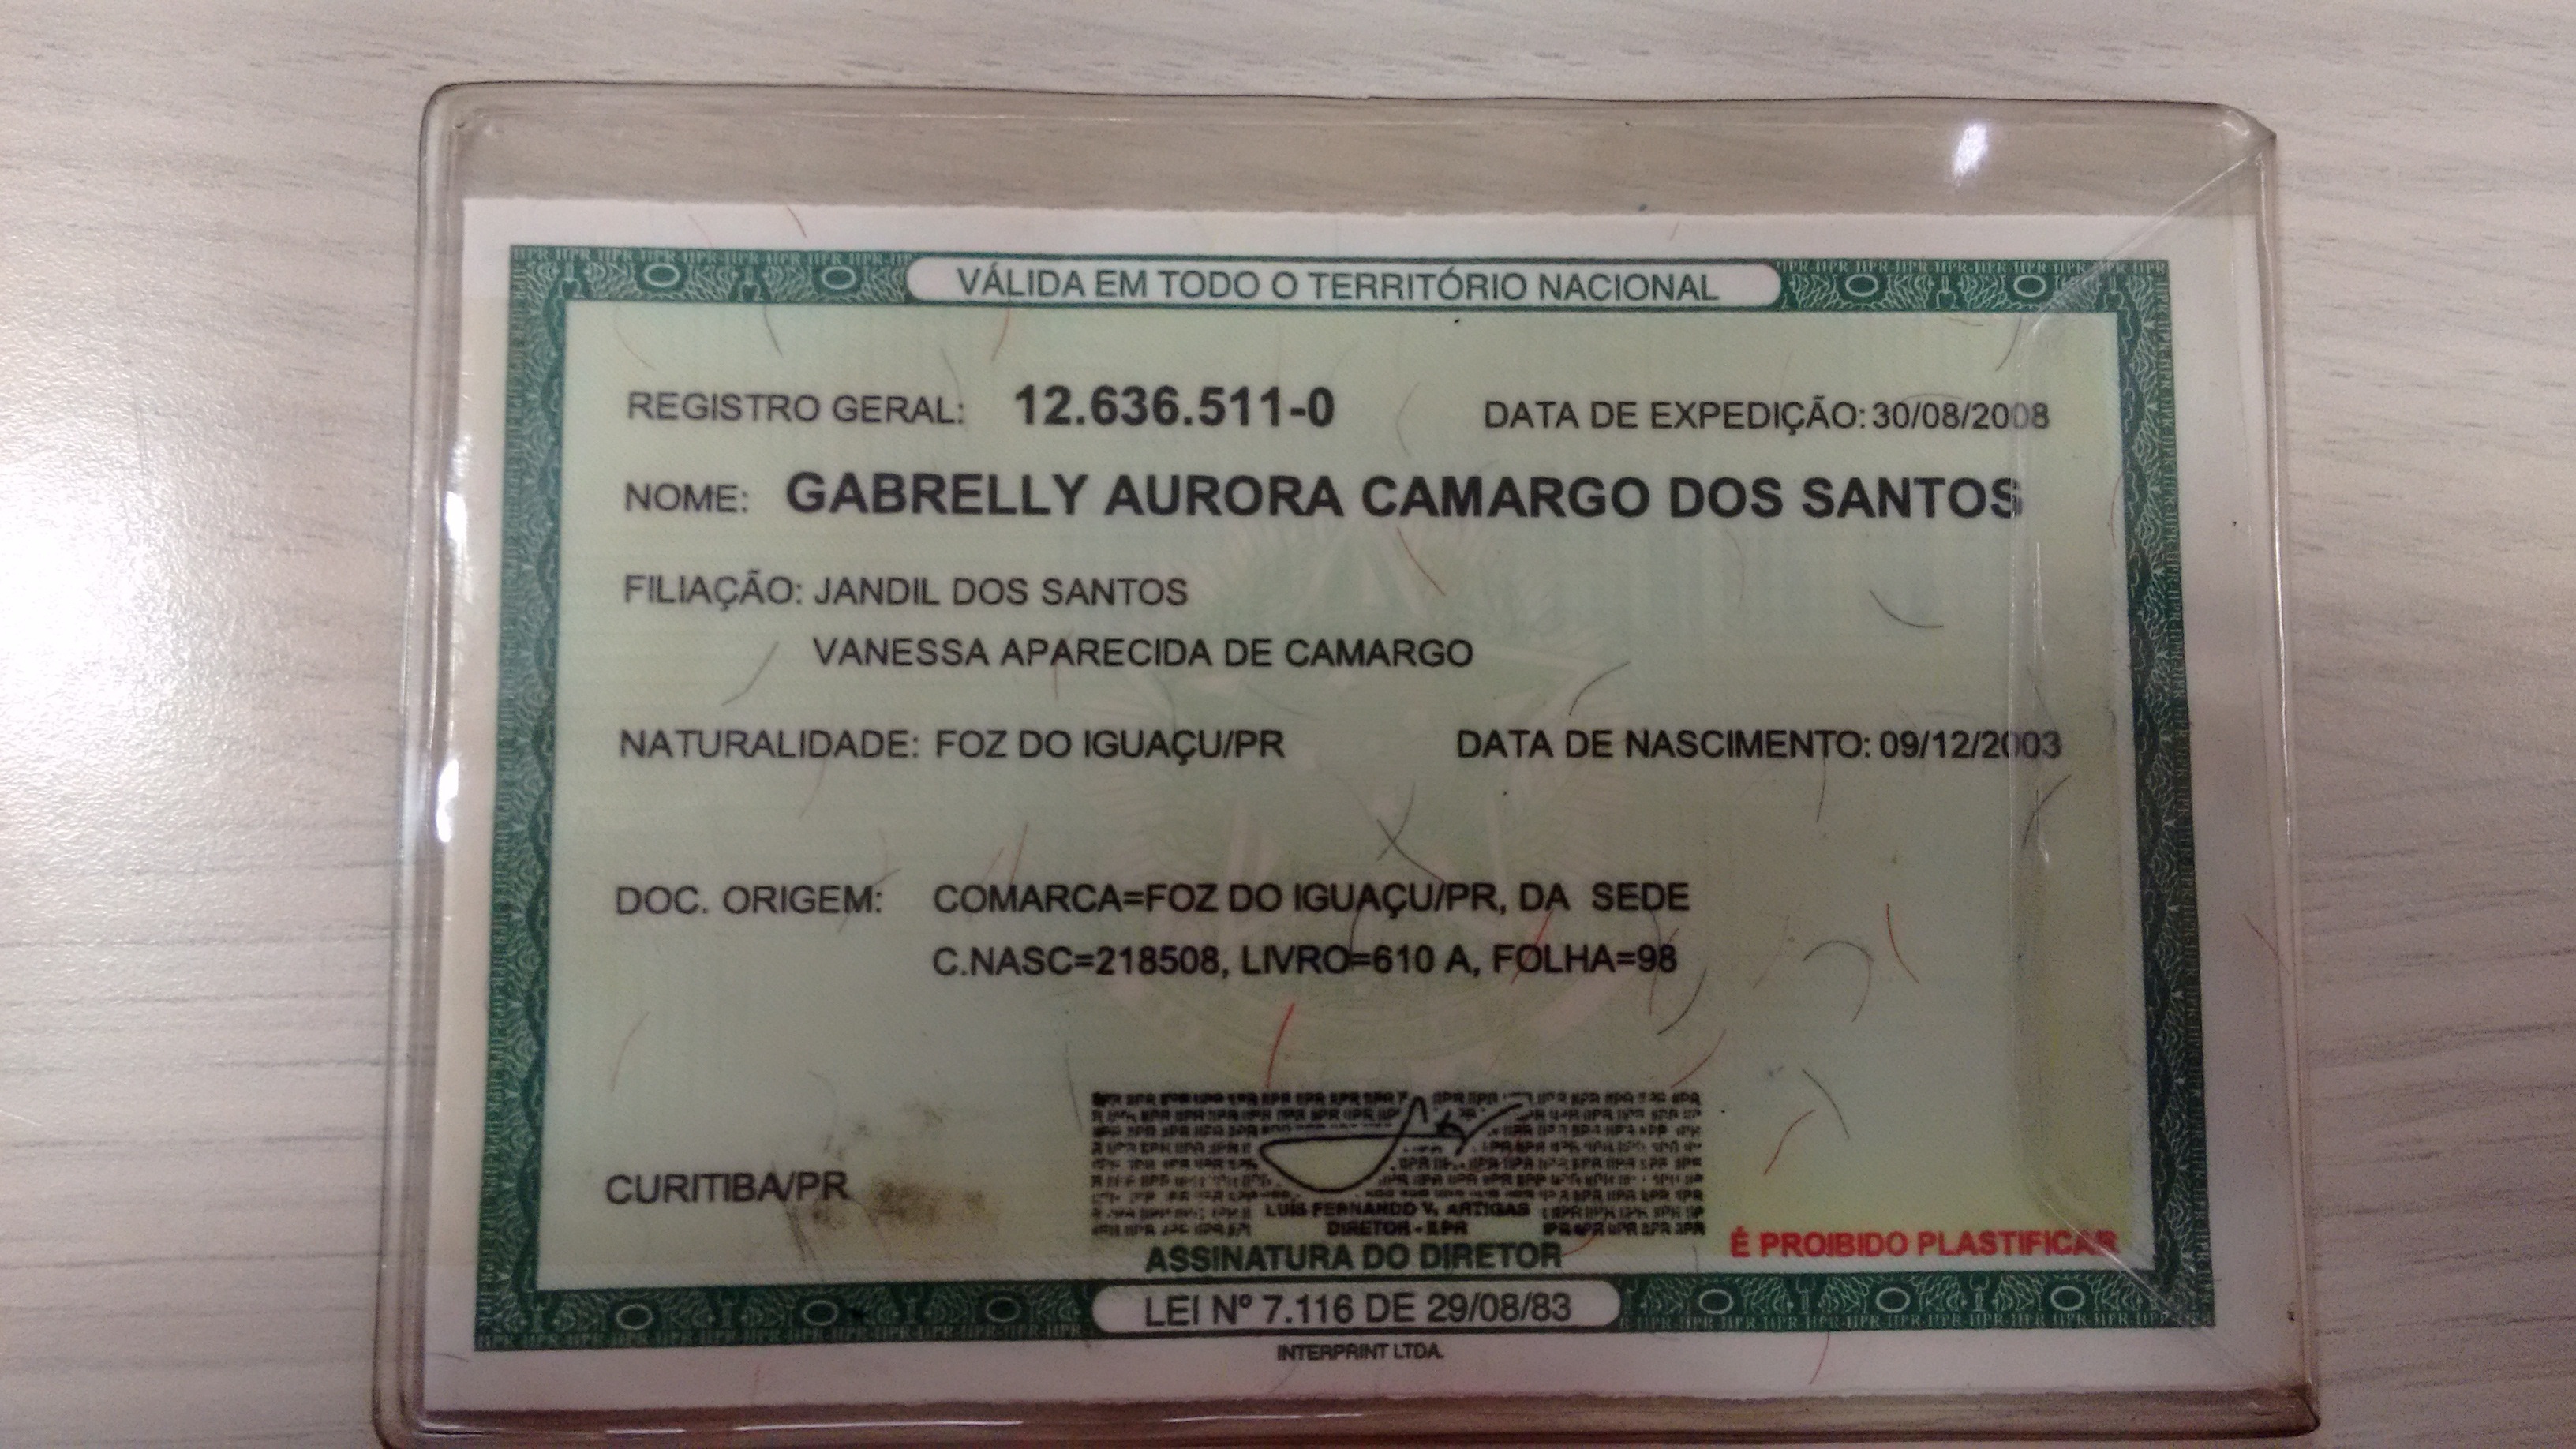 VÁLIDA EM TODO O TERRITÓRIO NACIONAL
REGISTRO GERAL: 12.636.511-0 DATA DE EXPEDIÇÃO: 30/08/2008
NOME: GABRELLY AURORA CAMARGO DOS SANTOS
FILIAÇÃO: JANDIL DOS SANTOS
VANESSA APARECIDA DE CAMARGO
NATURALIDADE: FOZ DO IGUAÇU/PR DATA DE NASCIMENTO: 09/12/2003
DOC. ORIGEM: COMARCA=FOZ DO IGUAÇU/PR, DA SEDE
C.NASC=218508, LIVRO=610 A, FOLHA=98
CURITIBA/PR
LUÍS FERNANDO V. ARTIGAS
DIRETOR - IIPR
ASSINATURA DO DIRETOR
É PROIBIDO PLASTIFICAR
LEI Nº 7.116 DE 29/08/83
INTERPRINT LTDA.